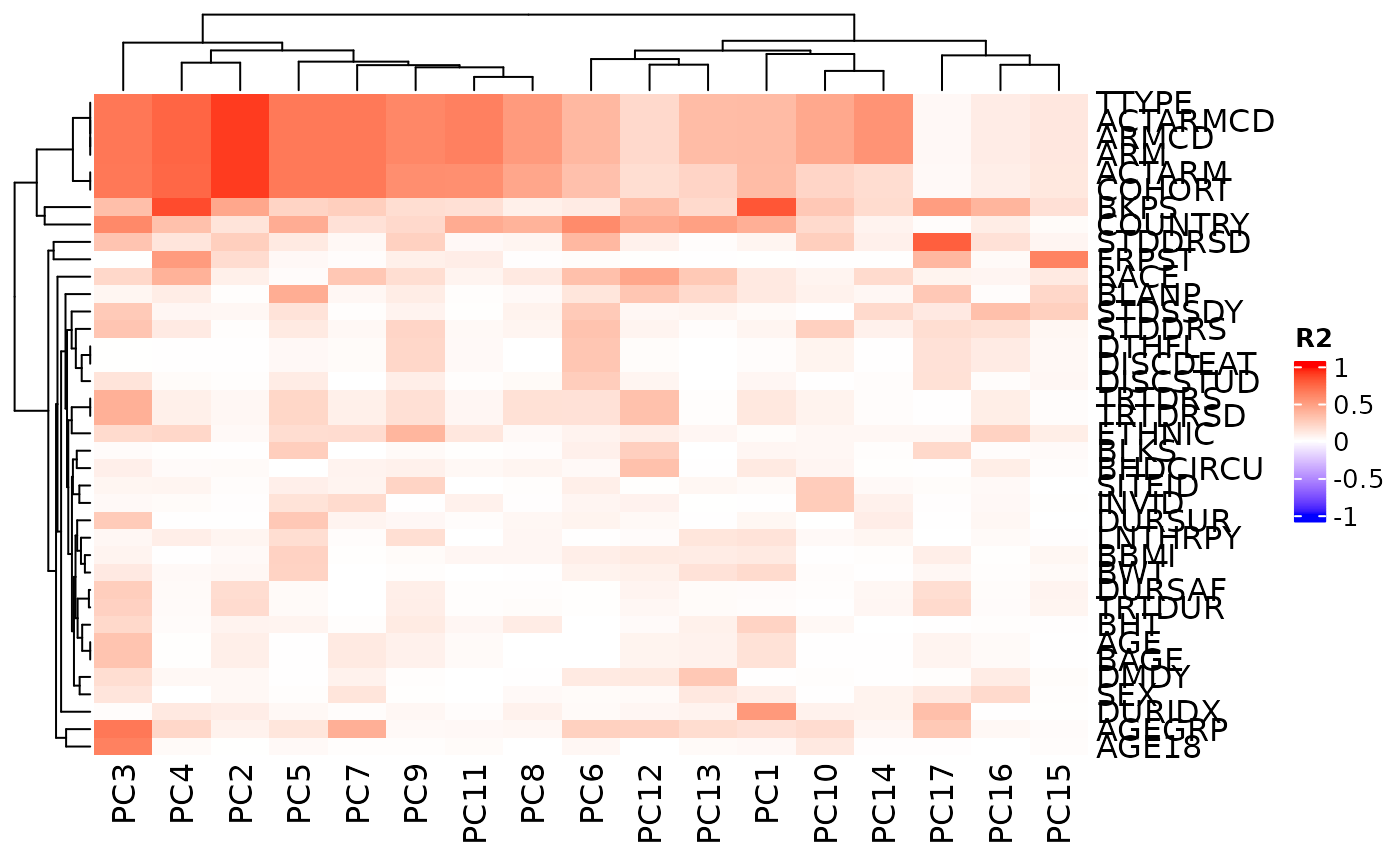 TTYPE
ACTARMCD
ARMCD
ARM
ACTARM
COHORT
BKPS
COUNTRY
STDDRSD
FRPST
RACE
BLANP
STDSSDY
STDDRS
DTHFL
DISCDEAT
DISCSTUD
TRTDRS
TRTDRSD
ETHNIC
BLKS
BHDCIRCU
SITEID
INVID
DURSUR
LNTHRPY
BBMI
BWT
DURSAF
TRTDUR
BHT
AGE
BAGE
DMDY
SEX
DURIDX
AGEGRP
AGE18
R2
1
0.5
0
-0.5
-1
PC3 PC4 PC2 PC5 PC7 PC9 PC11 PC8 PC6 PC12 PC13 PC1 PC10 PC14 PC17 PC16 PC15